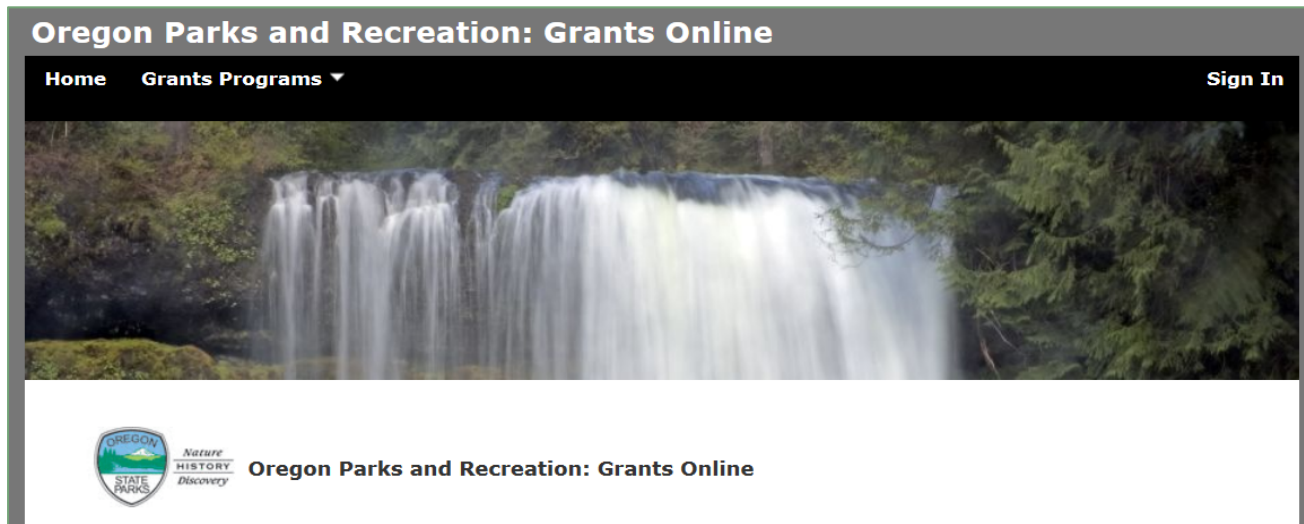 Oregon Parks and Recreation: Grants Online
Home Grants Programs Sign In
OREGON
STATE
PARKS
Nature
HISTORY
Discovery
Oregon Parks and Recreation: Grants Online